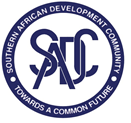 SOUTHERN AFRICAN DEVELOPMENT COMMUNITY
SADC
TOWARDS A COMMON FUTURE